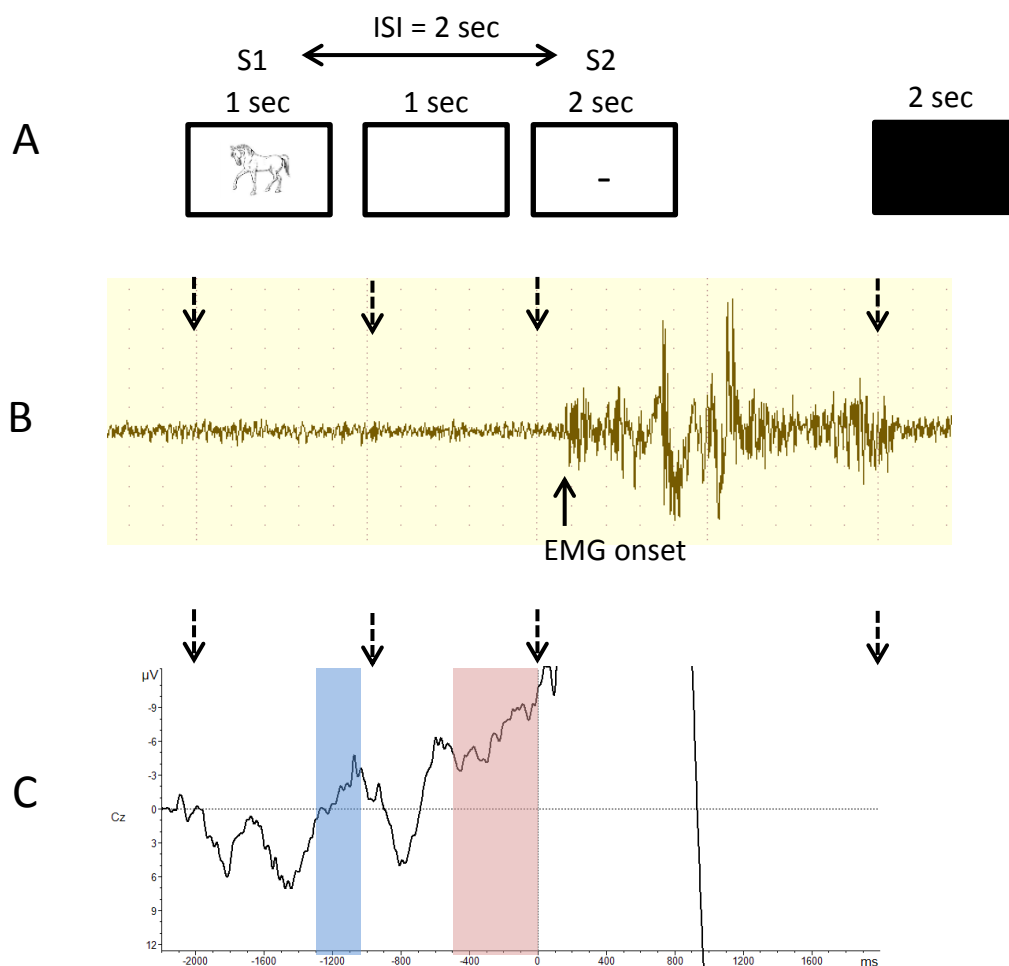 ISI = 2 sec
S1 S2
1 sec 1 sec 2 sec 2 sec
A
-
B
EMG onset
C
µV
-9
-6
-3
0
Cz
3
6
9
12
-2000 -1600 -1200 -800 -400 0 400 800 1200 1600 ms